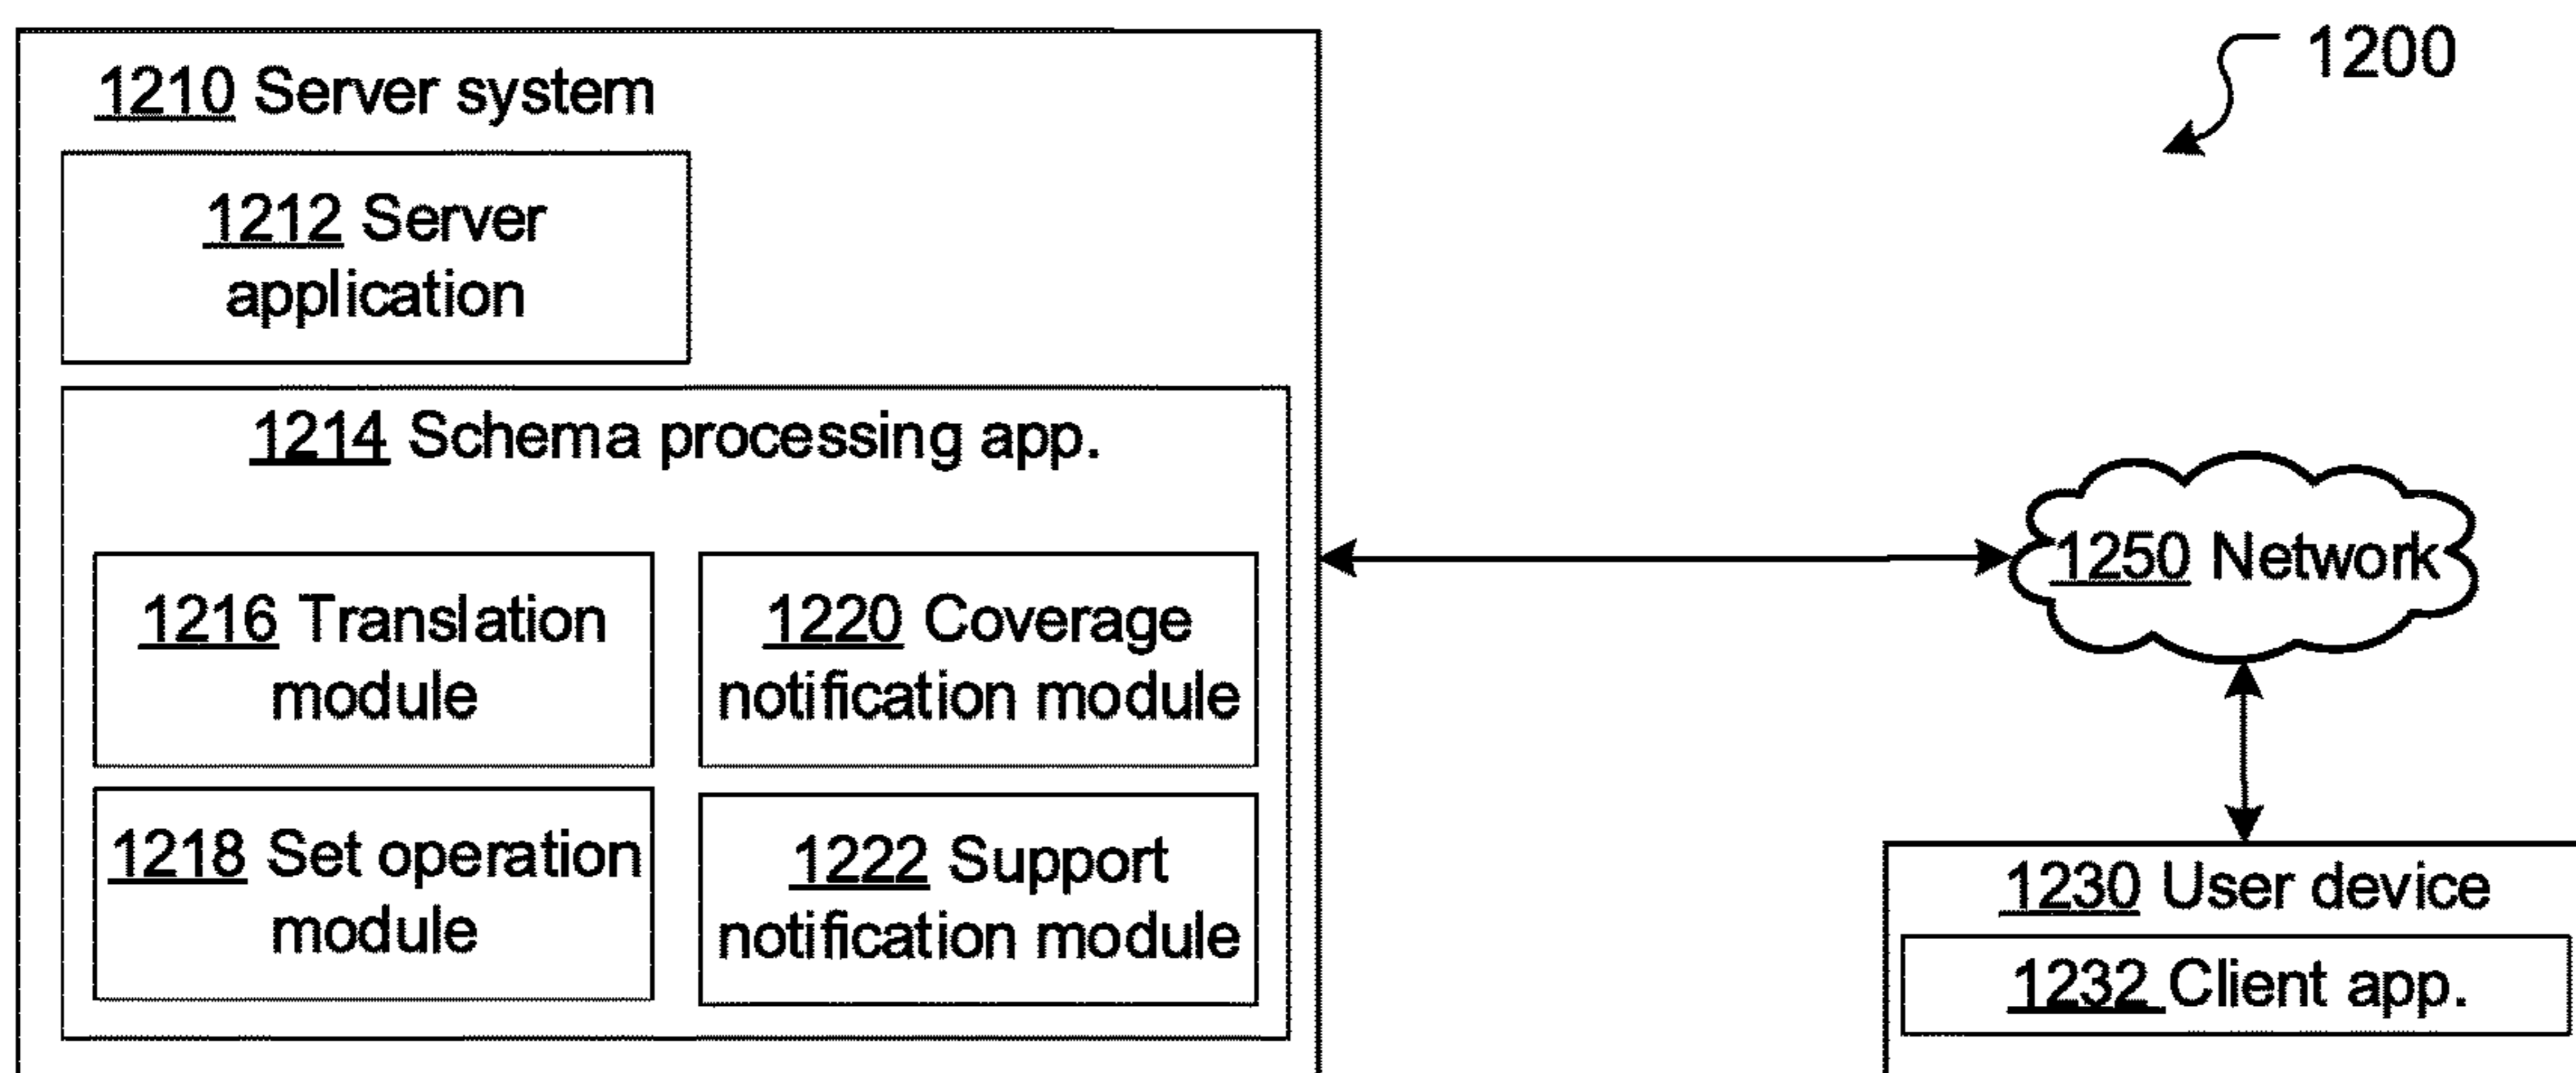 1200
1210 Server system
1212 Server
application
1214 Schema processing app.
1216 Translation
module
1220 Coverage
notification module
1218 Set operation
module
1222 Support
notification module
1250 Network
1230 User device
1232 Client app.